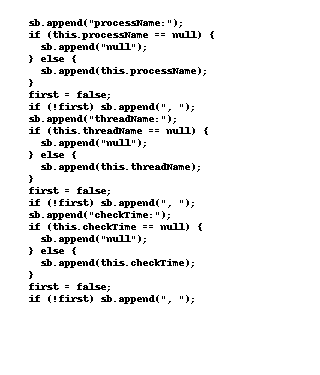 sb.append("processName:");
if (this.processName == null) {
  sb.append("null");
} else {
  sb.append(this.processName);
}
first = false;
if (!first) sb.append(", ");
sb.append("threadName:");
if (this.threadName == null) {
  sb.append("null");
} else {
  sb.append(this.threadName);
}
first = false;
if (!first) sb.append(", ");
sb.append("checkTime:");
if (this.checkTime == null) {
  sb.append("null");
} else {
  sb.append(this.checkTime);
}
first = false;
if (!first) sb.append(", ");